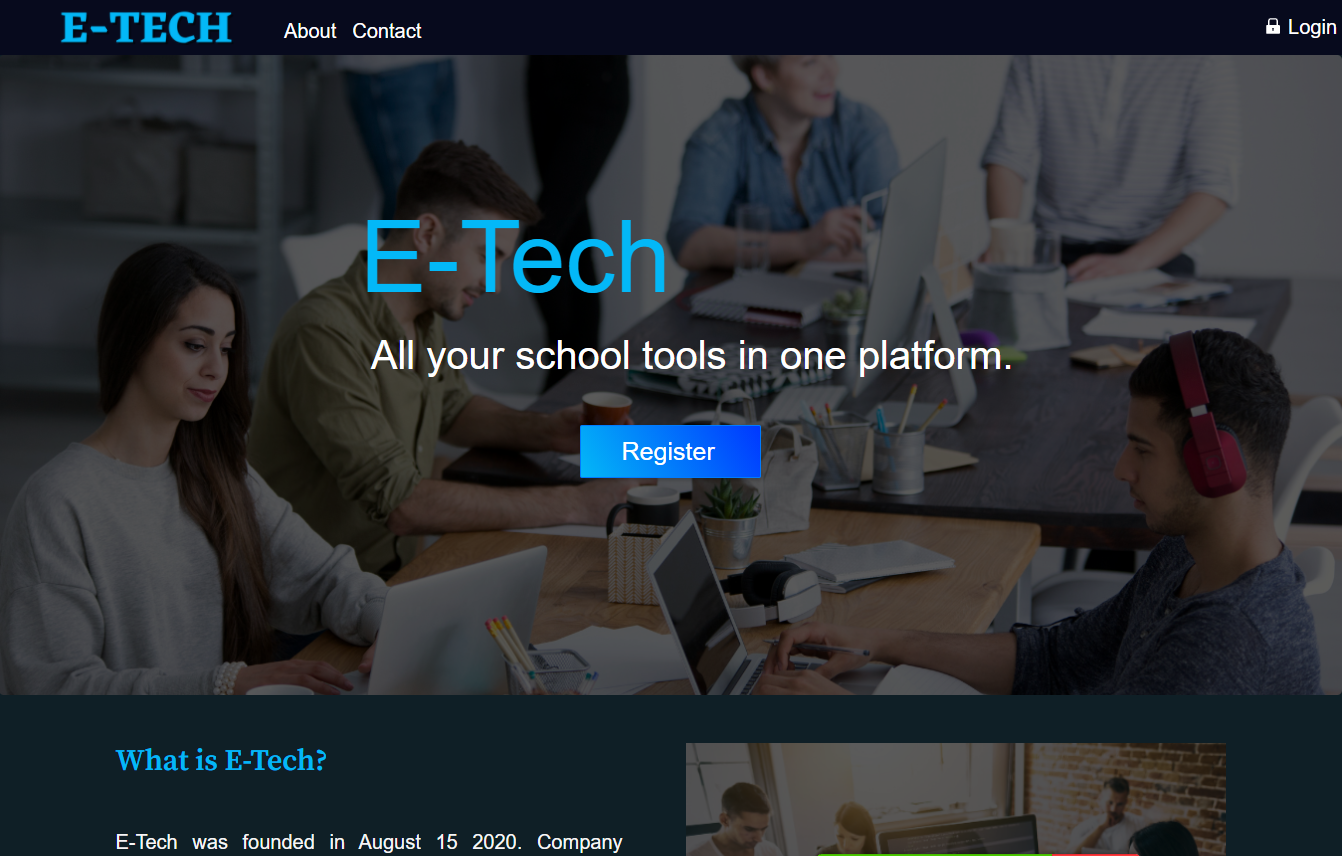 E-TECH
About Contact
Login
E-Tech
All your school tools in one platform.
Register
What is E-Tech?
E-Tech was founded in August 15 2020. Company